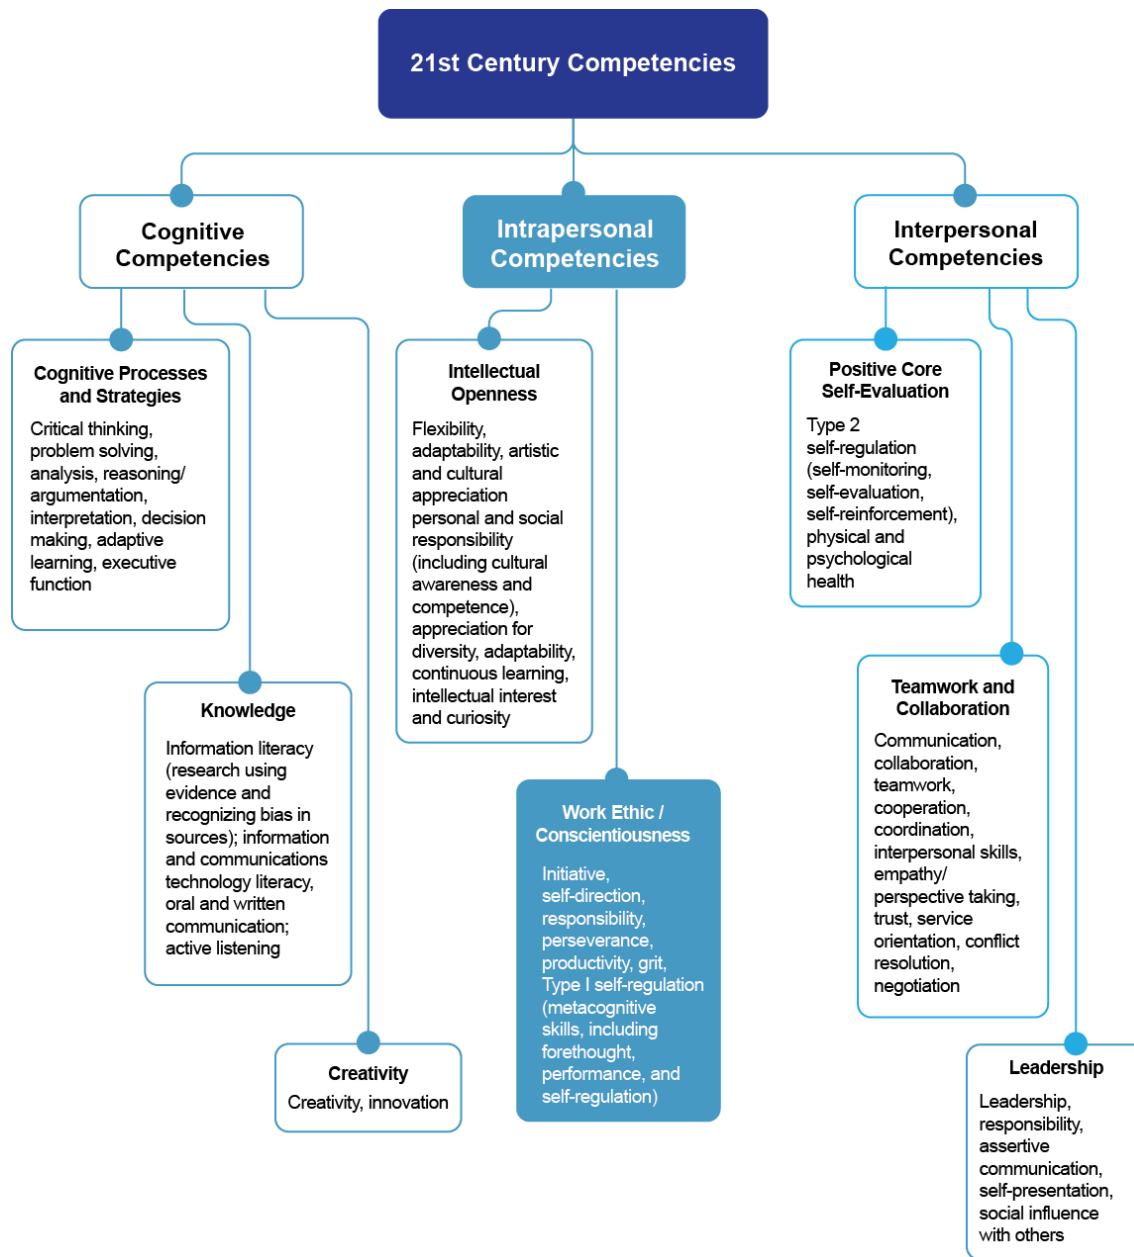 21st Century Competencies
Cognitive
Competencies
Intrapersonal
Competencies
Interpersonal
Competencies
Cognitive Processes
and Strategies
Critical thinking,
problem solving,
analysis, reasoning/
argumentation,
interpretation, decision
making, adaptive
learning, executive
function
Knowledge
Information literacy
(research using
evidence and
recognizing bias in
sources); information
and communications
technology literacy,
oral and written
communication;
active listening
Creativity
Creativity, innovation
Intellectual
Openness
Flexibility,
adaptability, artistic
and cultural
appreciation
personal and social
responsibility
(including cultural
awareness and
competence),
appreciation for
diversity, adaptability,
continuous learning,
intellectual interest
and curiosity
Work Ethic /
Conscientiousness
Initiative,
self-direction,
responsibility,
perseverance,
productivity, grit,
Type I self-regulation
(metacognitive
skills, including
forethought,
performance, and
self-regulation)
Positive Core
Self-Evaluation
Type 2
self-regulation
(self-monitoring,
self-evaluation,
self-reinforcement),
physical and
psychological
health
Teamwork and
Collaboration
Communication,
collaboration,
teamwork,
cooperation,
coordination,
interpersonal skills,
empathy/
perspective taking,
trust, service
orientation, conflict
resolution,
negotiation
Leadership
Leadership,
responsibility,
assertive
communication,
self-presentation,
social influence
with others